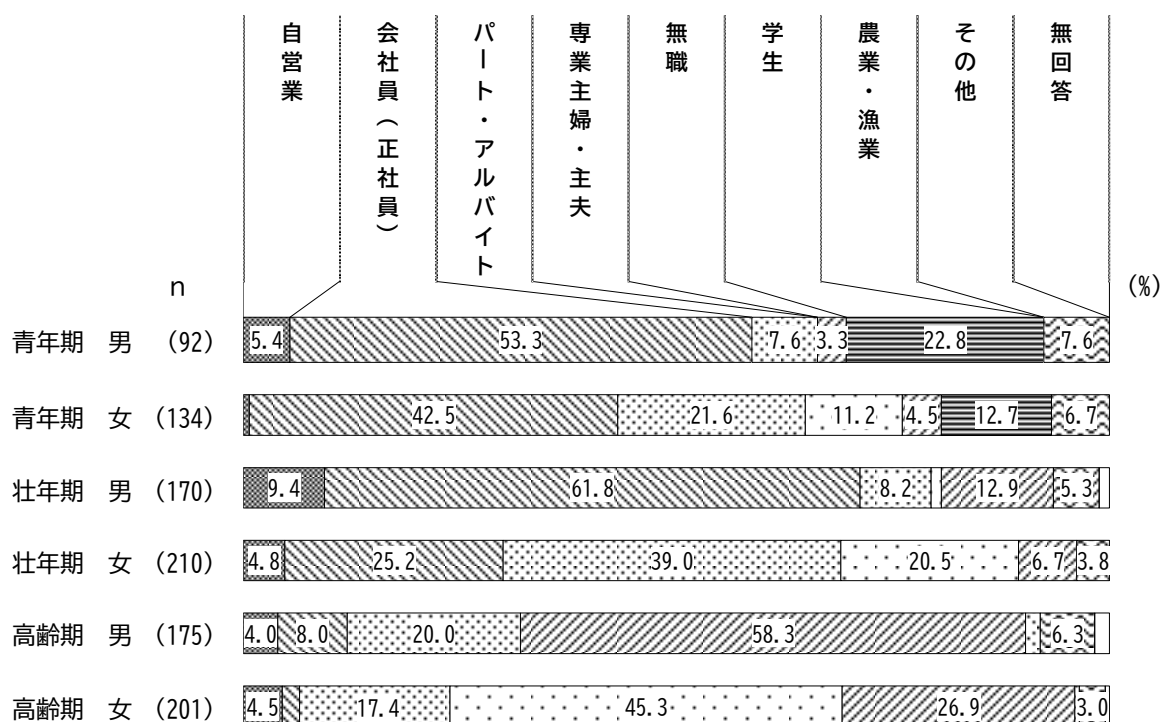 自営業
会社員（正社員）
パート・アルバイト
専業主婦・主夫
無職
学生
農業・漁業
その他
無回答
n
(%)
青年期 男 (92) 5.4 53.3 7.6 3.3 22.8 7.6
青年期 女 (134) 42.5 21.6 11.2 4.5 12.7 6.7
壮年期 男 (170) 9.4 61.8 8.2 12.9 5.3
壮年期 女 (210) 4.8 25.2 39.0 20.5 6.7 3.8
高齢期 男 (175) 4.0 8.0 20.0 58.3 6.3
高齢期 女 (201) 4.5 17.4 45.3 26.9 3.0